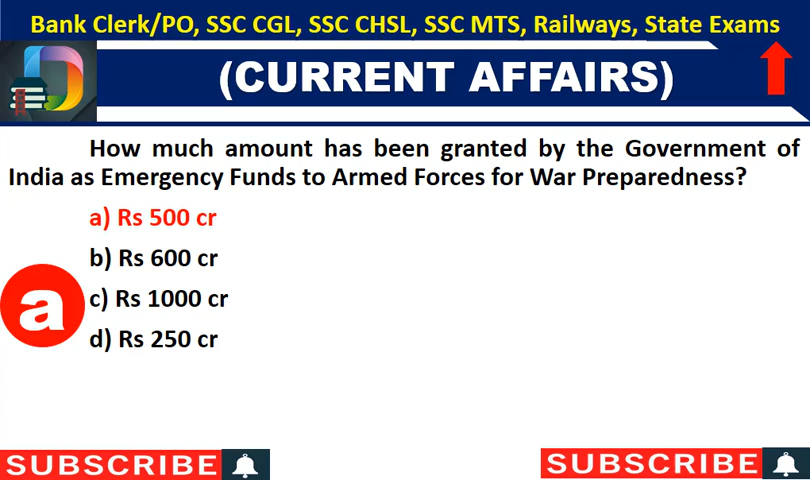 Bank Clerk/PO, SSC CGL, SSC CHSL, SSC MTS, Railways, State Exams
(CURRENT AFFAIRS)
How much amount has been granted by the Government of
India as Emergency Funds to Armed Forces for War Preparedness?
a) Rs 500 cr
b) Rs 600 cr
a
c) Rs 1000 cr
d) Rs 250 cr
SUBSCRIBE
SUBSCRIBE